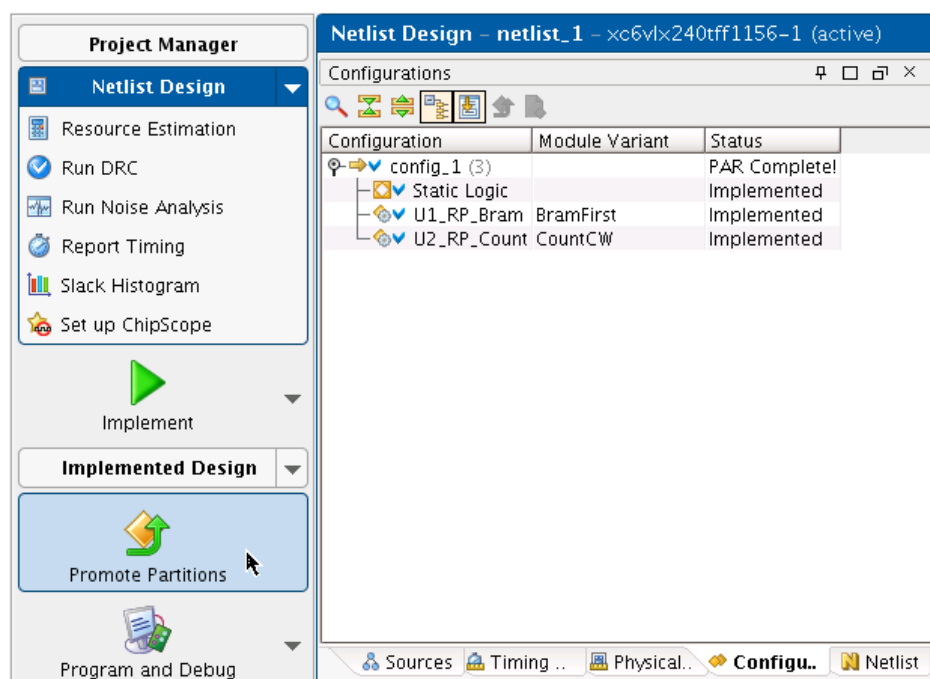 Project Manager
Netlist Design
Resource Estimation
Run DRC
Run Noise Analysis
Report Timing
Slack Histogram
Set up ChipScope
Implement
Implemented Design
Promote Partitions
Program and Debug
Netlist Design – netlist_1 – xc6vlx240tff1156–1 (active)
Configurations
Configuration Module Variant Status
config_1 (3) PAR Complete!
Static Logic Implemented
U1_RP_Bram BramFirst Implemented
U2_RP_Count CountCW Implemented
Sources Timing .. Physical.. Configu.. Netlist